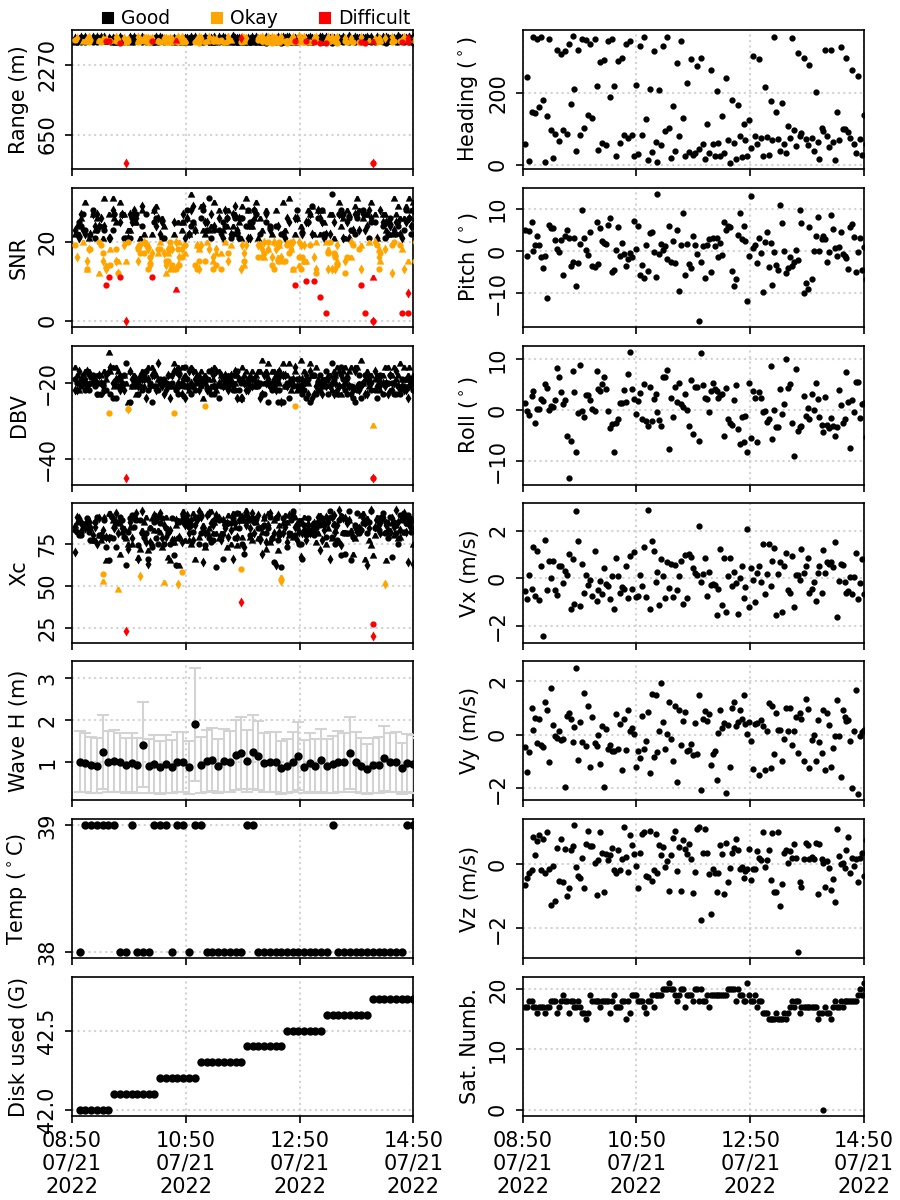 Good Okay Difficult
Range (m)
2270
650
Heading (°)
200
0
SNR
20
0
Pitch (°)
10
0
−10
DBV
−20
−40
Roll (°)
10
0
−10
Xc
75
50
25
Vx (m/s)
2
0
−2
Wave H (m)
3
2
1
Vy (m/s)
2
0
−2
Temp (°C)
39
38
Vz (m/s)
0
−2
Disk used (G)
42.5
42.0
Sat. Numb.
20
10
0
08:50 10:50 12:50 14:50 08:50 10:50 12:50 14:50
07/21 07/21 07/21 07/21 07/21 07/21 07/21 07/21
2022 2022 2022 2022 2022 2022 2022 2022